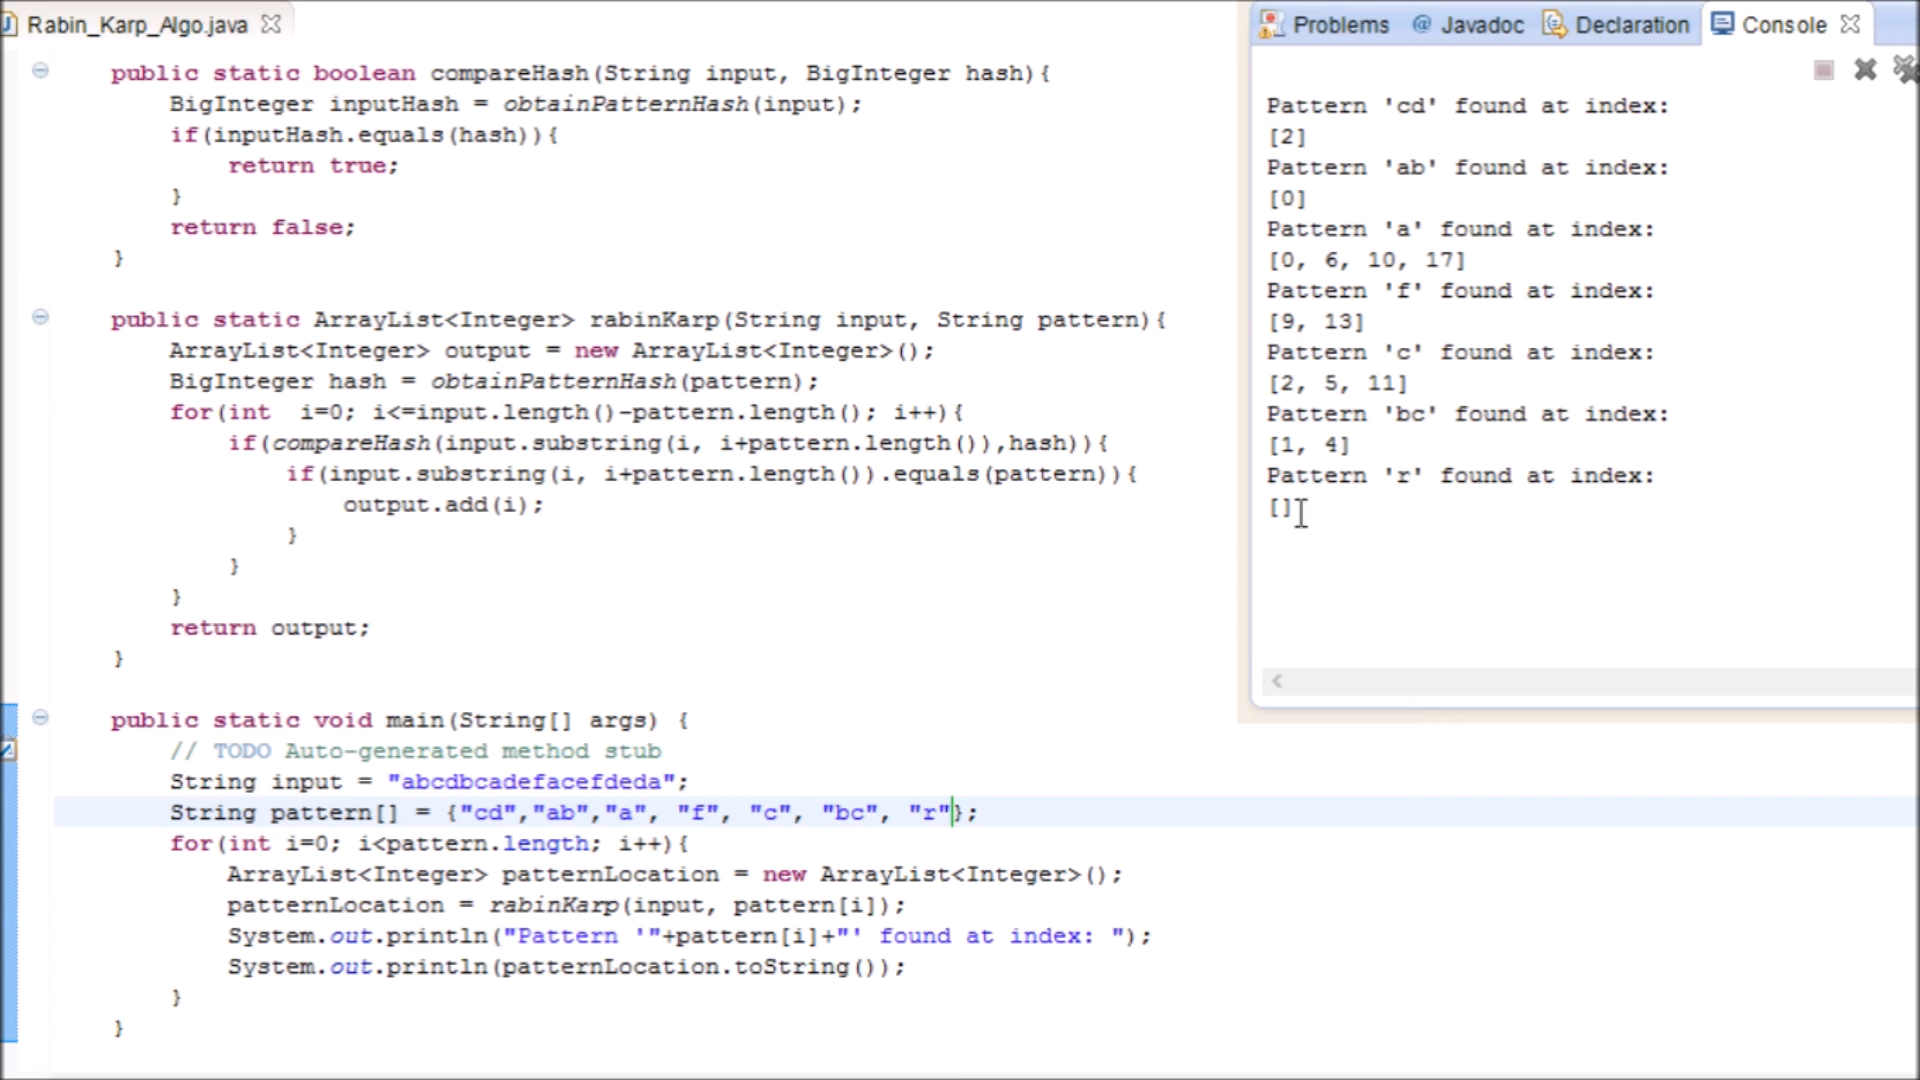 Rabin_Karp_Algo.java
public static boolean compareHash(String input, BigInteger hash){
BigInteger inputHash = obtainPatternHash(input);
if(inputHash.equals(hash)){
return true;
}
return false;
}
public static ArrayList<Integer> rabinKarp(String input, String pattern){
ArrayList<Integer> output = new ArrayList<Integer>();
BigInteger hash = obtainPatternHash(pattern);
for(int  i=0; i<=input.length()-pattern.length(); i++){
if(compareHash(input.substring(i, i+pattern.length()),hash)){
if(input.substring(i, i+pattern.length()).equals(pattern)){
output.add(i);
}
}
}
return output;
}
public static void main(String[] args) {
// TODO Auto-generated method stub
String input = "abcdbcadefacefdeda";
String pattern[] = {"cd","ab","a", "f", "c", "bc", "r"};
for(int i=0; i<pattern.length; i++){
ArrayList<Integer> patternLocation = new ArrayList<Integer>();
patternLocation = rabinKarp(input, pattern[i]);
System.out.println("Pattern '"+pattern[i]+"' found at index: ");
System.out.println(patternLocation.toString());
}
}
Problems @ Javadoc Declaration Console
Pattern 'cd' found at index:
[2]
Pattern 'ab' found at index:
[0]
Pattern 'a' found at index:
[0, 6, 10, 17]
Pattern 'f' found at index:
[9, 13]
Pattern 'c' found at index:
[2, 5, 11]
Pattern 'bc' found at index:
[1, 4]
Pattern 'r' found at index:
[]